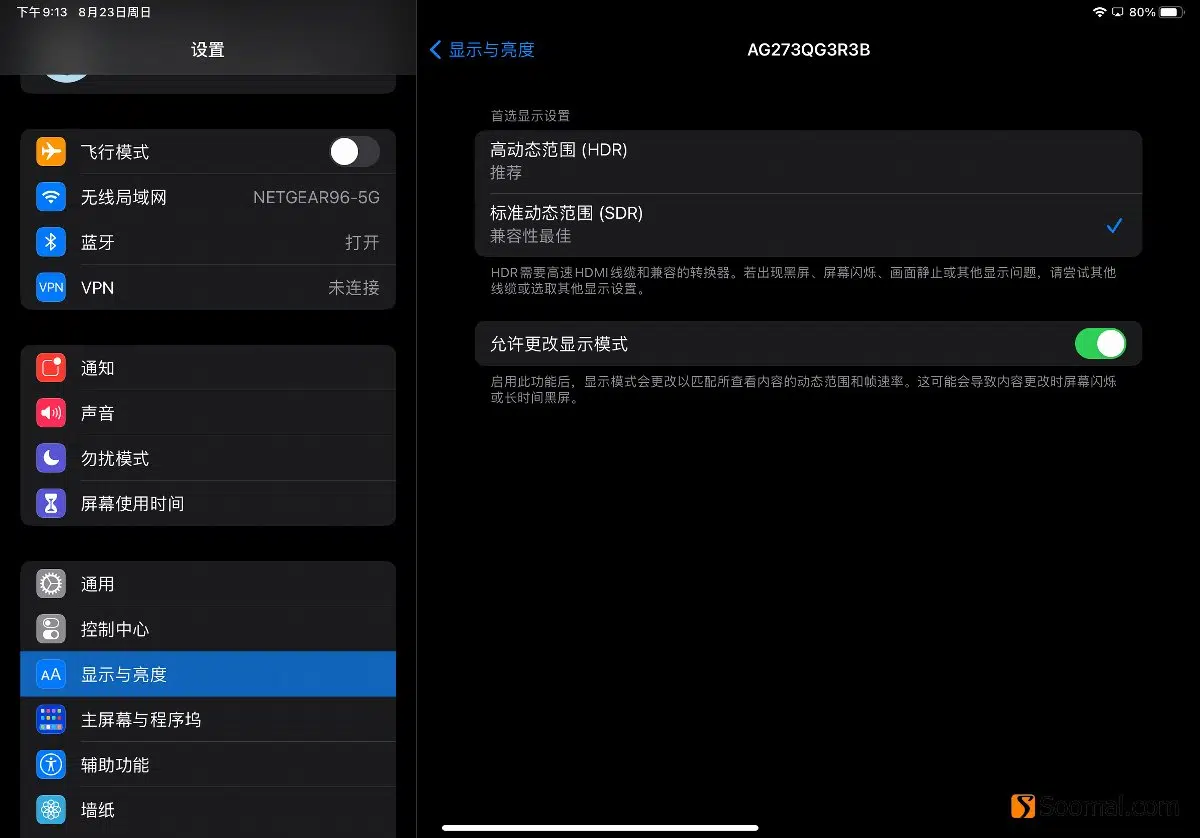 下午9:13 8月23日周日
80%
设置
显示与亮度
AG273QG3R3B
飞行模式
无线局域网 NETGEAR96-5G
蓝牙 打开
VPN VPN 未连接
通知
声音
勿扰模式
屏幕使用时间
通用
控制中心
AA 显示与亮度
主屏幕与程序坞
辅助功能
墙纸
首选显示设置
高动态范围 (HDR)
推荐
标准动态范围 (SDR)
兼容性最佳
HDR需要高速HDMI线缆和兼容的转换器。若出现黑屏、屏幕闪烁、画面静止或其他显示问题，请尝试其他
线缆或选取其他显示设置。
允许更改显示模式
启用此功能后，显示模式会更改以匹配所查看内容的动态范围和帧速率。这可能会导致内容更改时屏幕闪烁
或长时间黑屏。
Soomal.com